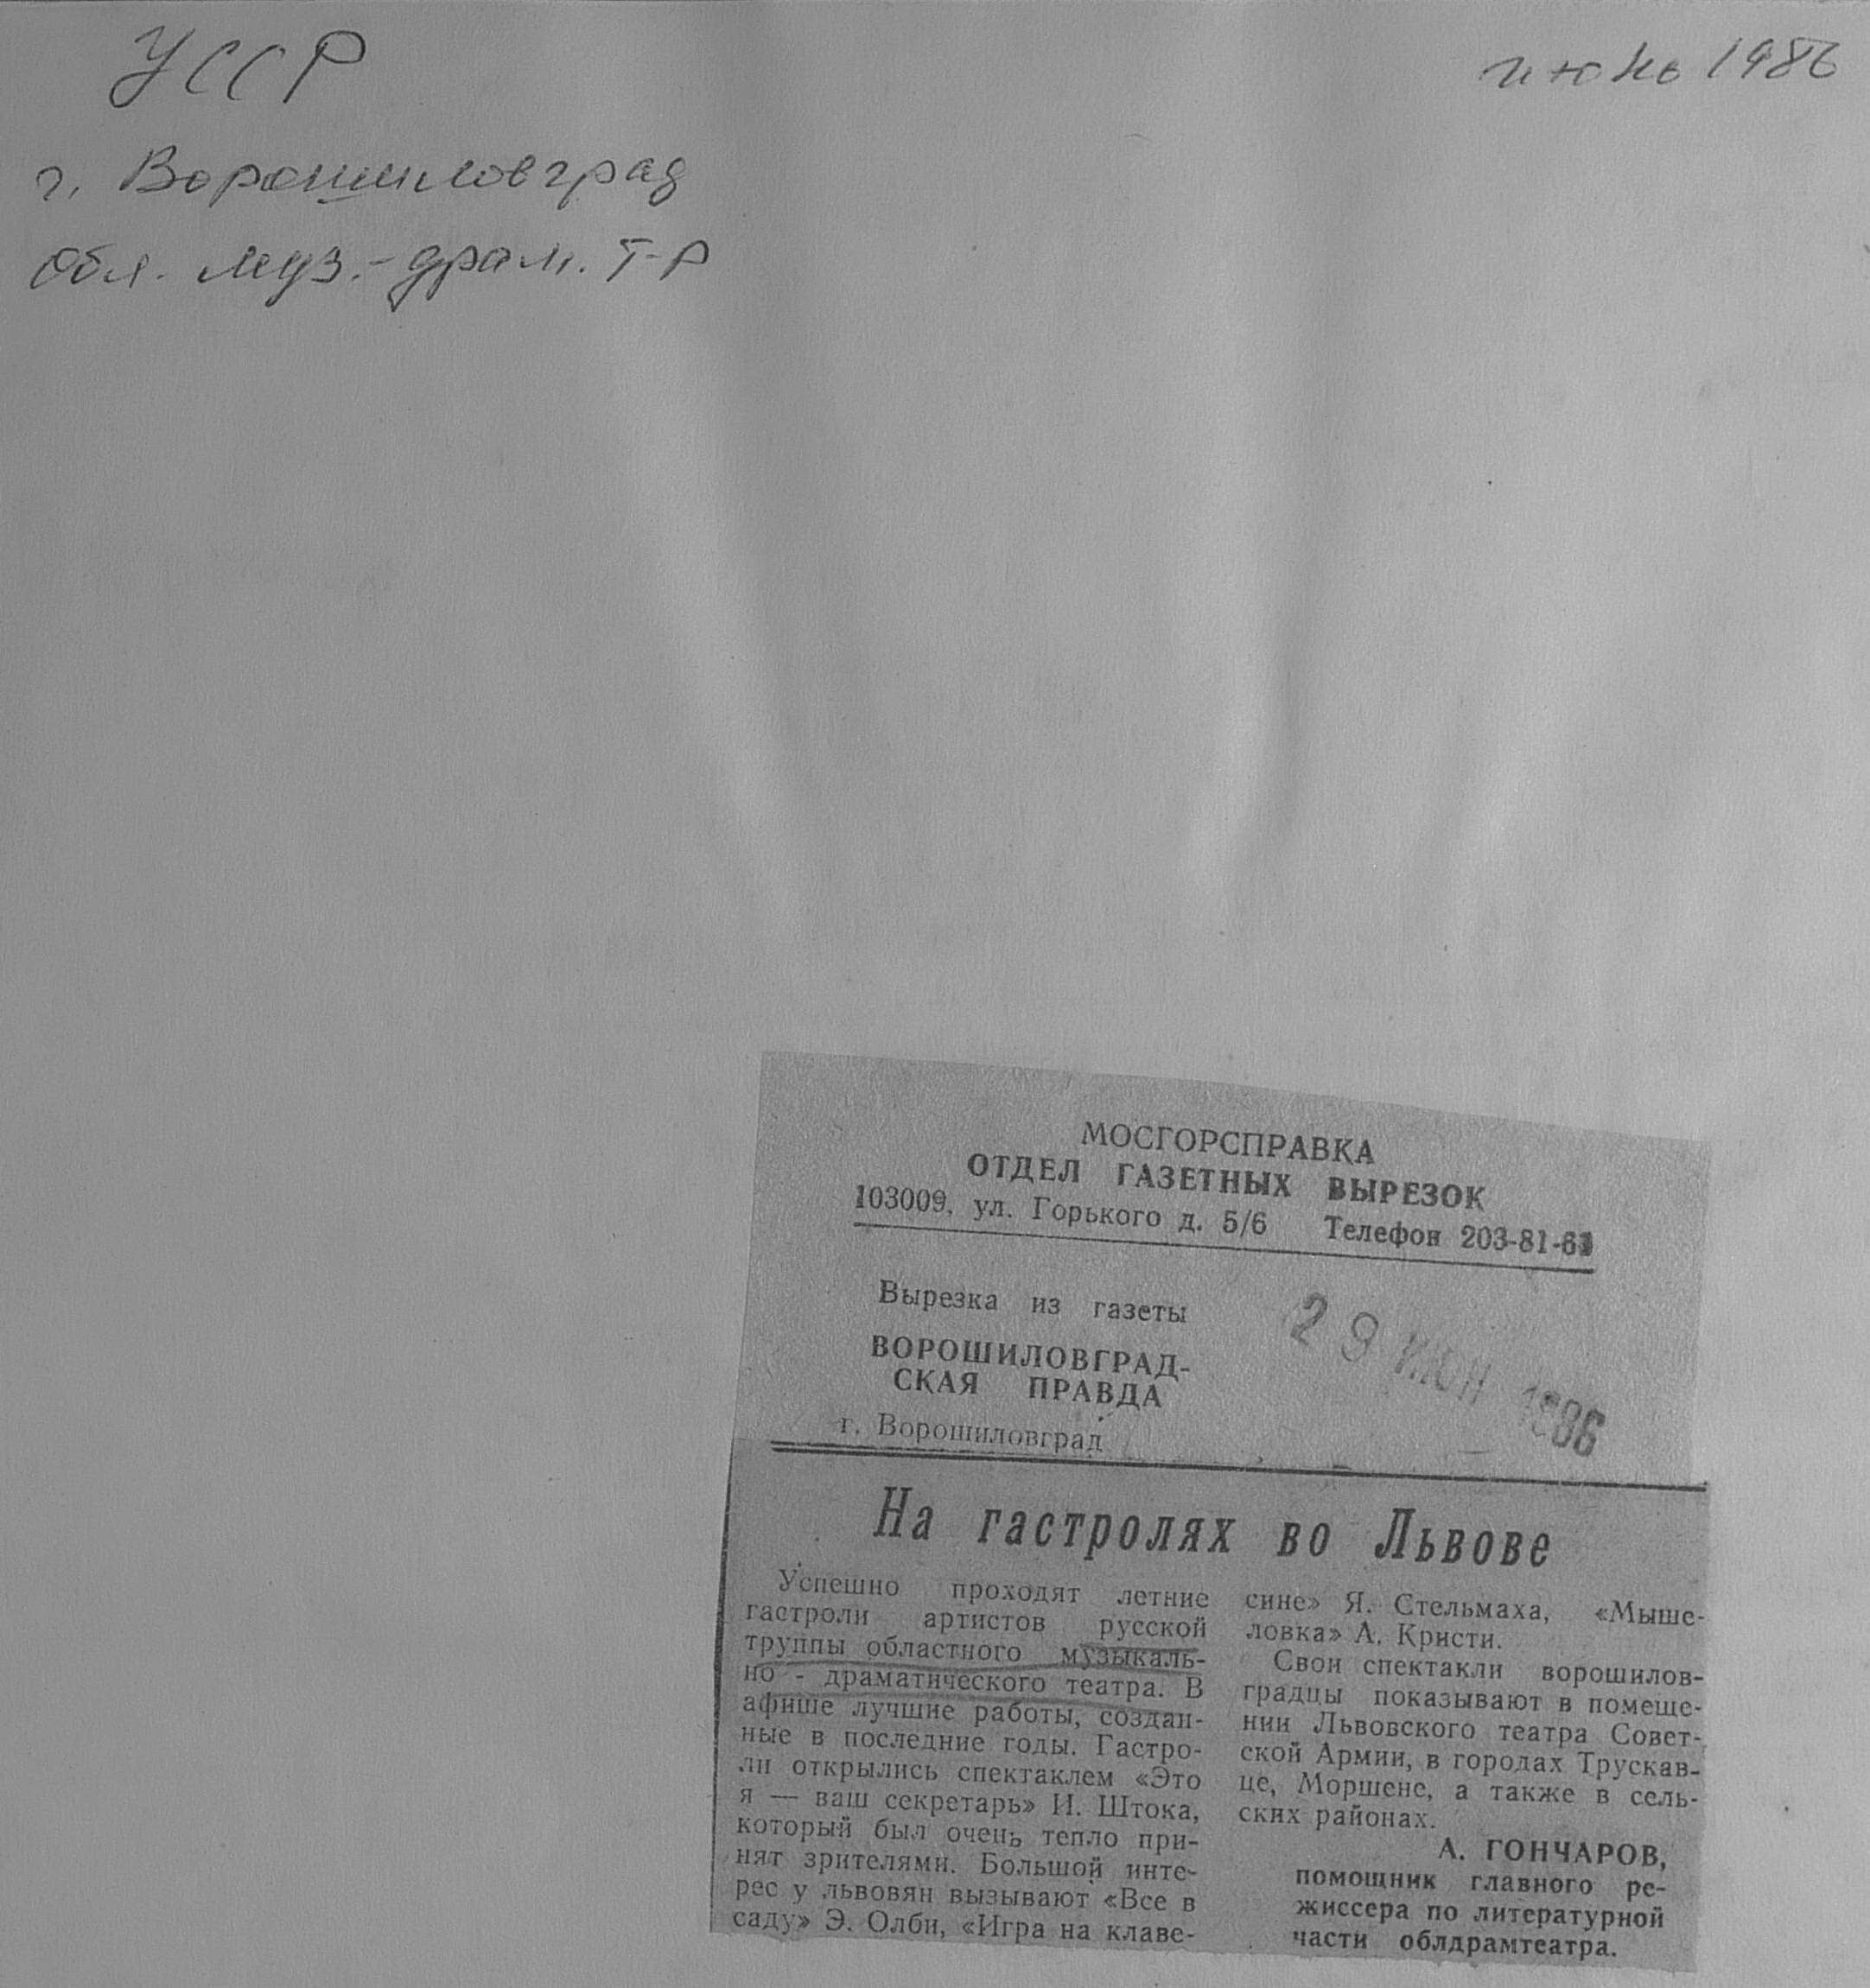 УССР
июнь 1986
г. Ворошиловград
Обл. муз.-драм. т-р
МОСГОРСПРАВКА
ОТДЕЛ ГАЗЕТНЫХ ВЫРЕЗОК
103009, ул. Горького д. 5/6 Телефон 203-81-63
Вырезка из газеты
ВОРОШИЛОВГРАД-
СКАЯ ПРАВДА
г. Ворошиловград
29 ИЮН 1986
На гастролях во Львове
Успешно проходят летние
гастроли артистов русской
труппы областного музыкаль-
но - драматического театра. В
афише лучшие работы, создан-
ные в последние годы. Гастро-
ли открылись спектаклем «Это
я — ваш секретарь» И. Штока,
который был очень тепло при-
нят зрителями. Большой инте-
рес у львовян вызывают «Все в
саду» Э. Олби, «Игра на клаве-
сине» Я. Стельмаха, «Мыше-
ловка» А. Кристи.
Свои спектакли ворошилов-
градцы показывают в помеще-
нии Львовского театра Совет-
ской Армии, в городах Трускав-
це, Моршене, а также в сель-
ских районах.
А. ГОНЧАРОВ,
помощник главного ре-
жиссера по литературной
части облдрамтеатра.